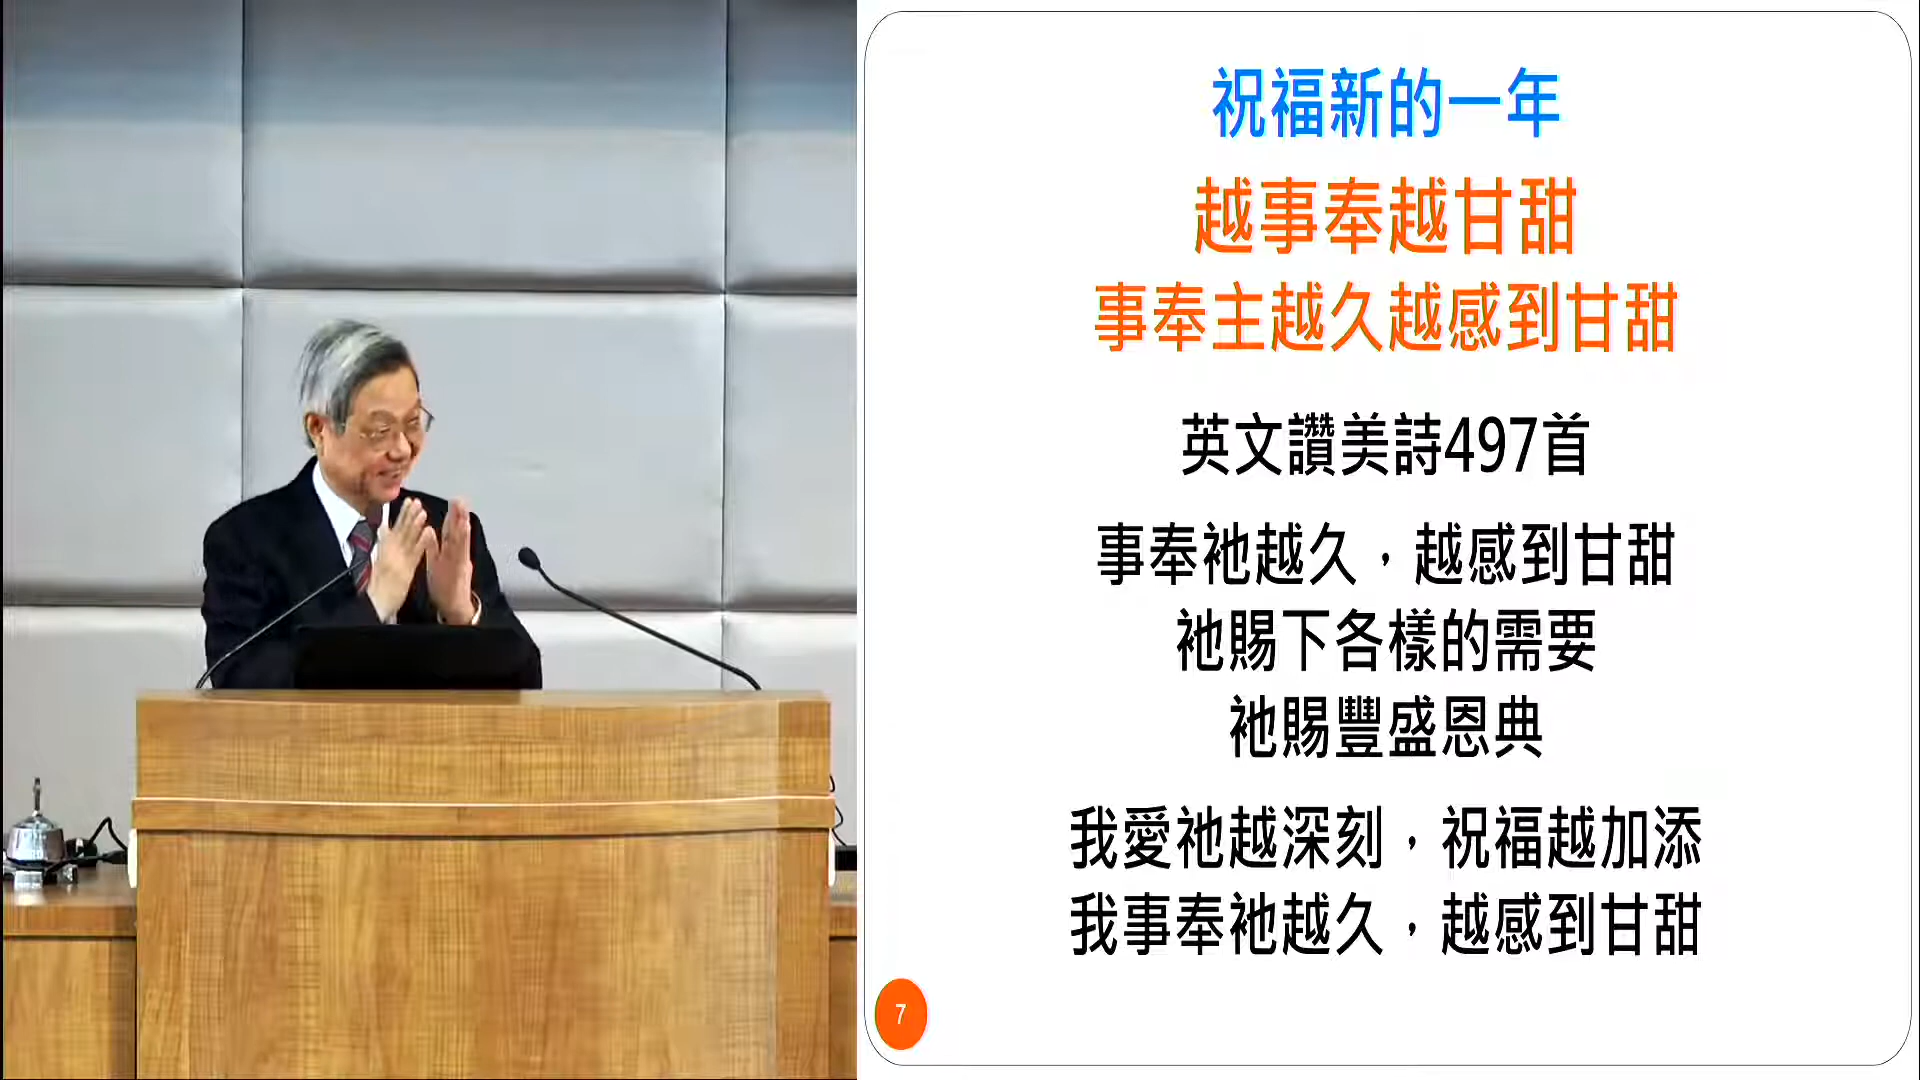 祝福新的一年
越事奉越甘甜
事奉主越久越感到甘甜
英文讚美詩497首
事奉祂越久，越感到甘甜
祂賜下各樣的需要
祂賜豐盛恩典
我愛祂越深刻，祝福越加添
我事奉祂越久，越感到甘甜
7